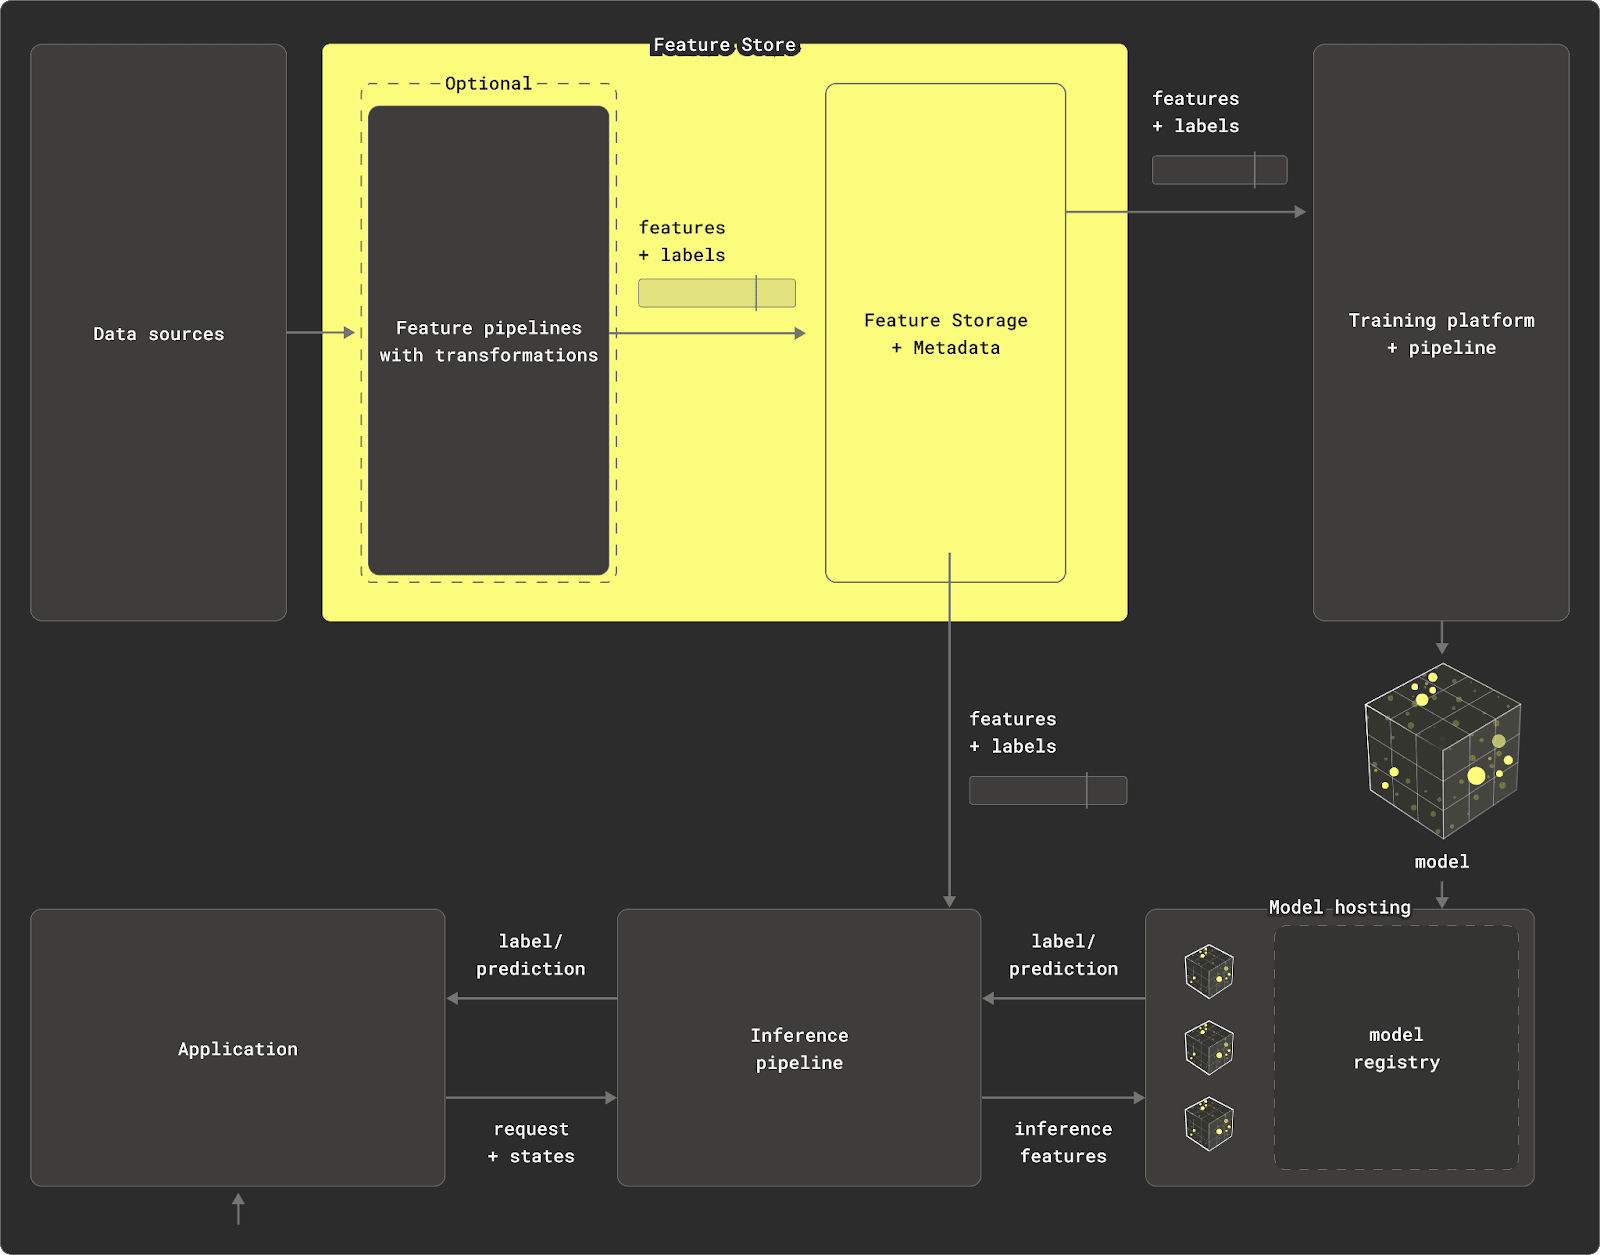 Feature Store
Optional
Data sources
Feature pipelines
with transformations
features
+ labels
Feature Storage
+ Metadata
features
+ labels
Training platform
+ pipeline
features
+ labels
model
Application
label/
prediction
request
+ states
Inference
pipeline
label/
prediction
inference
features
Model hosting
model
registry